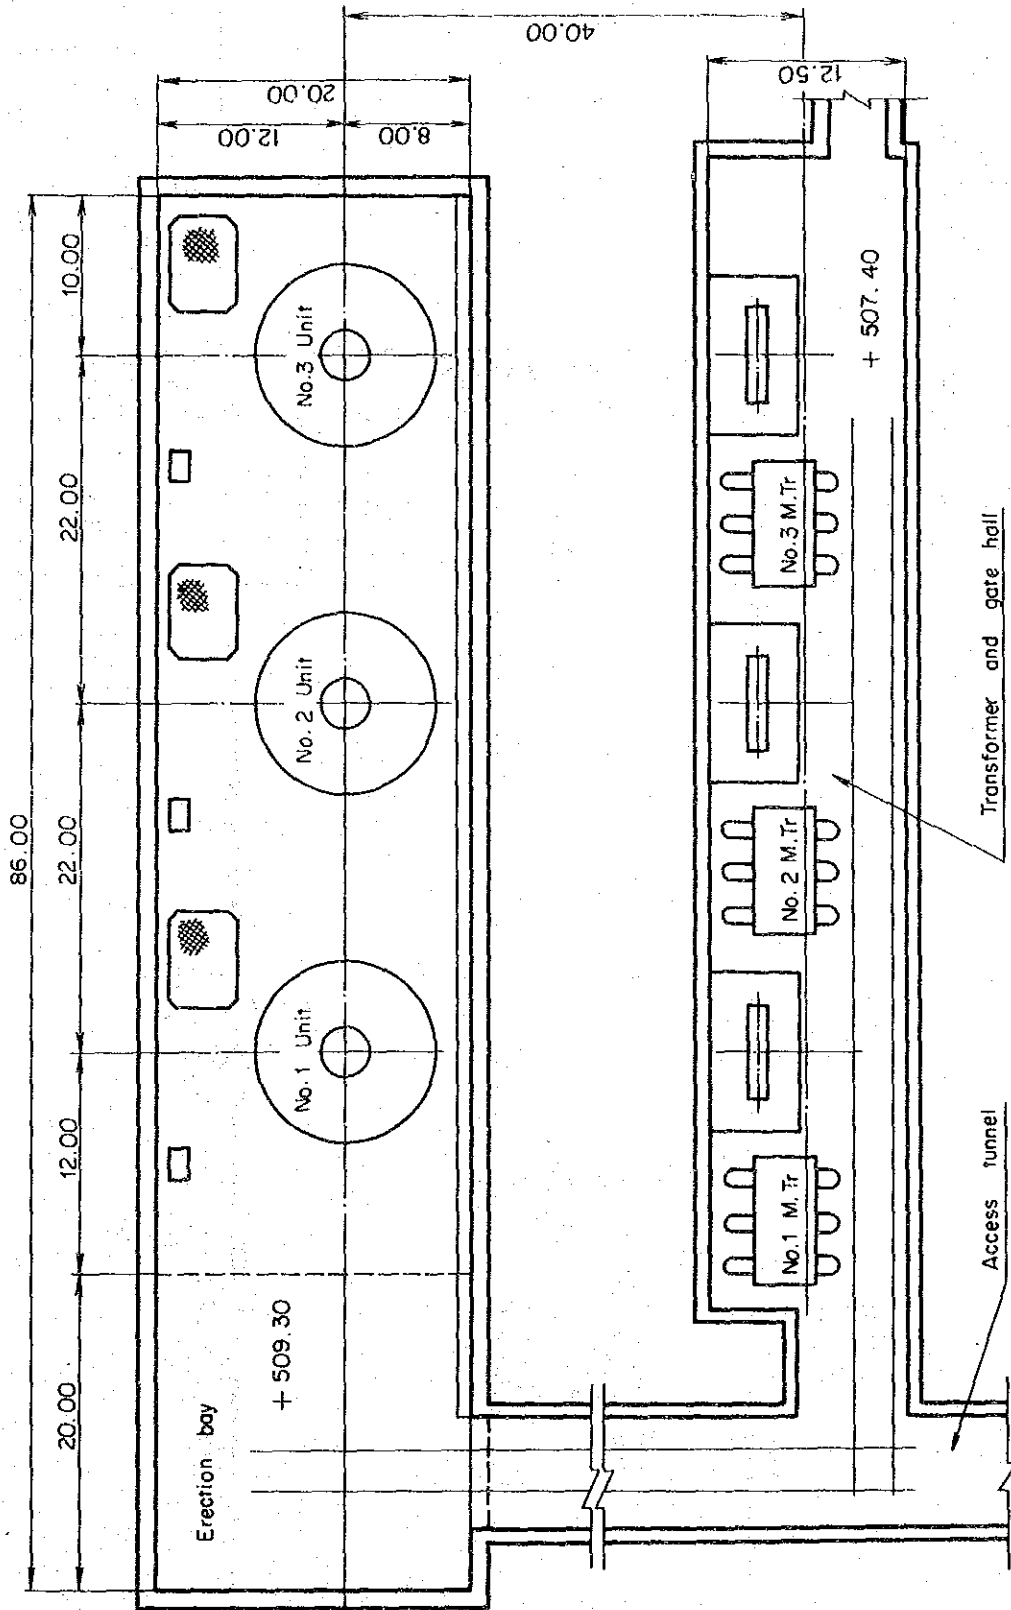 86.00
20.00
12.00
22.00
22.00
10.00
20.00
12.00
8.00
40.00
12.50
Erection bay
+ 509.30
No.1 Unit
No. 2 Unit
No.3 Unit
No.1 M.Tr
No. 2 M.Tr
No.3 M.Tr
+ 507.40
Access tunnel
Transformer and gate hall